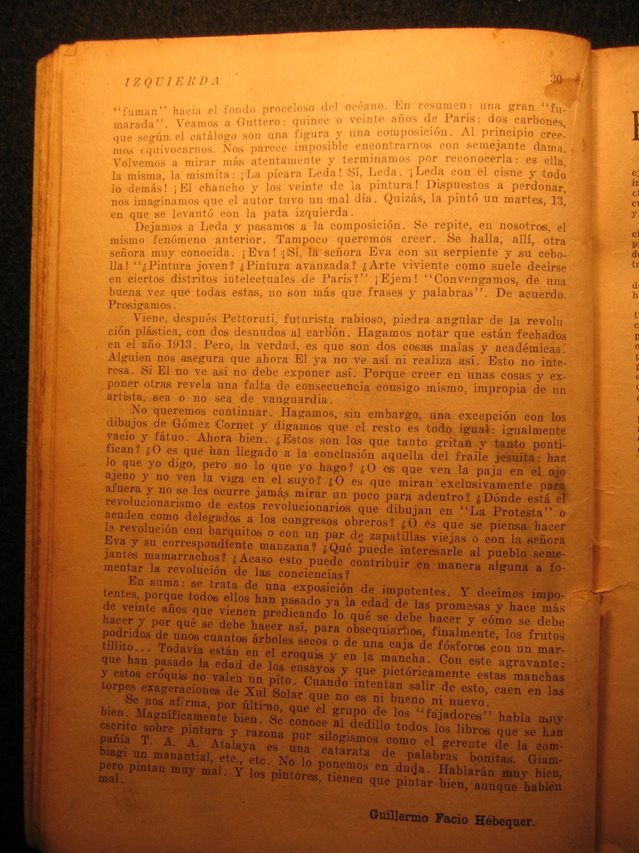 IZQUIERDA 30
“fuman” hacia el fondo proceloso del océano. En resumen: una gran “fu-
marada”. Veamos a Guttero: quince o veinte años de París: dos carbones,
que según el catálogo son una figura y una composición. Al principio cree-
mos equivocarnos. Nos parece imposible encontrarnos con semejante dama.
Volvemos a mirar más atentamente y terminamos por reconocerla: es ella,
la misma, la mismita: ¡La pícara Leda! ¡Sí, Leda. ¡Leda con el cisne y todo
lo demás! ¡El chancho y los veinte de la pintura! Dispuestos a perdonar,
nos imaginamos que el autor tuvo un mal día. Quizás, la pintó un martes, 13,
en que se levantó con la pata izquierda.
Dejamos a Leda y pasamos a la composición. Se repite, en nosotros, el
mismo fenómeno anterior. Tampoco queremos creer. Se halla, allí, otra
señora muy conocida. ¡Eva! ¡Sí, la señora Eva con su serpiente y su cebo-
lla! “¿Pintura joven? ¿Pintura avanzada? ¿Arte viviente como suele decirse
en ciertos distritos intelectuales de París?” ¡Ejem! “Convengamos, de una
buena vez que todas estas, no son más que frases y palabras”. De acuerdo.
Prosigamos.
Viene, después Pettoruti, futurista rabioso, piedra angular de la revolu
ción plástica, con dos desnudos al carbón. Hagamos notar que están fechados
en el año 1913. Pero, la verdad, es que son dos cosas malas y académicas.
Alguien nos asegura que ahora El ya no ve así ni realiza así. Esto no inte-
resa. Si El no ve así no debe exponer así. Porque creer en unas cosas y ex-
poner otras revela una falta de consecuencia consigo mismo, impropia de un
artista, sea o no sea de vanguardia.
No queremos continuar. Hagamos, sin embargo, una excepción con los
dibujos de Gómez Cornet y digamos que el resto es todo igual: igualmente
vacío y fátuo. Ahora bien. ¿Estos son los que tanto gritan y tanto ponti-
fican? ¿O es que han llegado a la conclusión aquella del fraile jesuita: haz
lo que yo digo, pero no lo que yo hago? ¿O es que ven la paja en el ojo
ajeno y no ven la viga en el suyo? ¿O es que miran exclusivamente para
afuera y no se les ocurre jamás mirar un poco para adentro? ¿Dónde está el
revolucionarismo de estos revolucionarios que dibujan en “La Protesta” o
acuden como delegados a los congresos obreros? ¿O es que se piensa hacer
la revolución con barquitos o con un par de zapatillas viejas o con la señora
Eva y su correspondiente manzana? ¿Qué puede interesarle al pueblo seme-
jantes mamarrachos? ¿Acaso esto puede contribuir en manera alguna a fo-
mentar la revolución de las conciencias?
En suma: se trata de una exposición de impotentes. Y decimos impo-
tentes, porque todos ellos han pasado ya la edad de las promesas y hace más
de veinte años que vienen predicando lo qué se debe hacer y cómo se debe
hacer y por qué se debe hacer así, para obsequiarnos, finalmente, los frutos
podridos de unos cuantos árboles secos o de una caja de fósforos con un mar-
tillito... Todavía están en el croquis y en la mancha. Con este agravante:
que han pasado la edad de los ensayos y que pictóricamente estas manchas
y estos cróquis no valen un pito. Cuando intentan salir de esto, caen en las
torpes exageraciones de Xul Solar que no es ni bueno ni nuevo.
Se nos afirma, por último, que el grupo de los “fajadores” habla muy
bien. Magníficamente bien. Se conoce al dedillo todos los libros que se han
escrito sobre pintura y razona por silogismos como el gerente de la com-
pañía T. A. A. Atalaya es una catarata de palabras bonitas. Giam-
biagi un manantial, etc., etc. No lo ponemos en duda. Hablarán muy bien,
pero pintan muy mal. Y los pintores, tienen que pintar bien, aunque hablen
mal.
Guillermo Facio Hébequer.